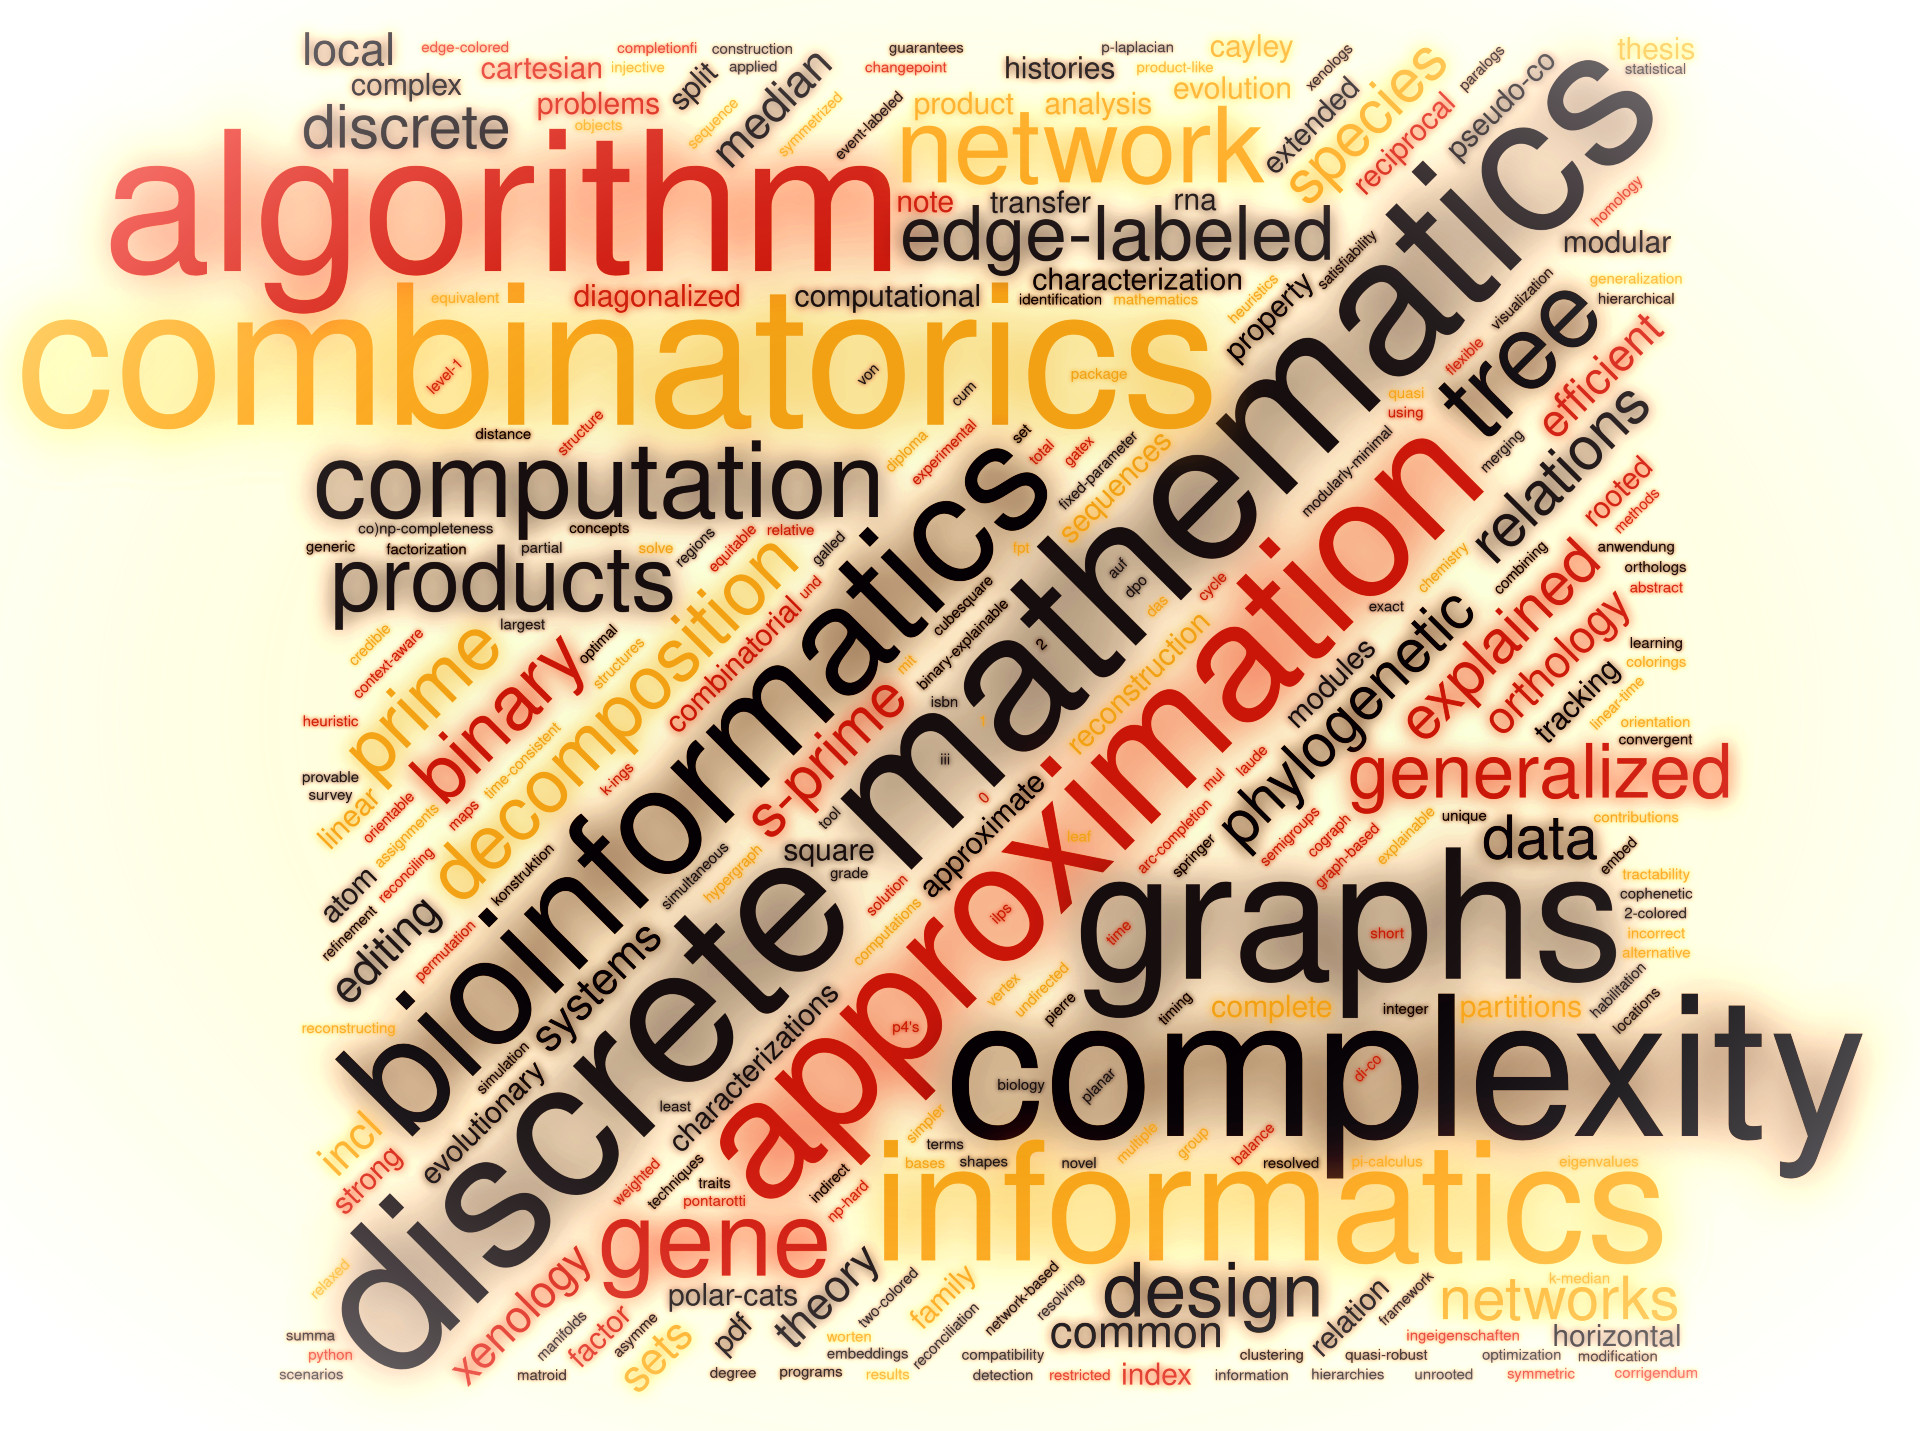 local
edge-colored
completionfi
construction
guarantees
p-laplacian
cayley
xenologs
thesis
complex
cartesian
injective
split
applied
changepoint
histories
product-like
paralogs
statistical
discrete
problems
objects
sequence
median
symmetrized
event-labeled
product
analysis
evolution
extended
species
reciprocal
pseudo-co
algorithm
network
note
transfer
rna
homology
edge-labeled
modular
equivalent
diagonalized
computational
identification
characterization
mathematics
heuristics
property
satisfiability
visualization
generalization
hierarchical
combinatorics
level-1
von
cum
package
quasi
using
flexible
tree
efficient
distance
structure
diploma
experimental
set
total
gatex
fixed-parameter
sequences
modularly-minimal
merging
relations
rooted
methods
computation
co)np-completeness
concepts
regions
equitable
relative
galled
generic
factorization
partial
solve
fpt
auf
dpo
das
cycle
chemistry
combining
anwendung
orthologs
abstract
products
largest
decomposition
und
combinatorial
cubesquare
binary-explainable
2
exact
explained
orthology
credible
context-aware
prime
binary
optimal
structures
bioinformatics
mit
isbn
discrete mathematics
reconstruction
modules
phylogenetic
learning
colorings
tracking
linear-time
orientation
convergent
heuristic
time-consistent
k-ings
s-prime
iii
approximation
laude
mul
generalized
provable
survey
linear
orientable
assignments
maps
reconciling
tool
0
approximate
leaf
arc-completion
springer
semigroups
cograph
graph-based
explainable
unique
contributions
data
embed
atom
refinement
editing
permutation
konstruktion
simultaneous
hypergraph
square
grade
solution
computations
ilps
time
graphs
short
tractability
cophenetic
2-colored
incorrect
alternative
reconstructing
systems
simulation
evolutionary
characterizations
p4's
vertex
undirected
pierre
timing
complete
integer
partitions
habilitation
locations
complexity
biology
planar
di-co
incl
strong
least
weighted
techniques
traits
pontarotti
indirect
np-hard
simpler
terms
bases
shapes
novel
multiple
group
balance
resolved
pi-calculus
eigenvalues
informatics
relaxed
xenology
gene
polar-cats
theory
two-colored
family
network-based
resolving
design
relation
framework
k-median
networks
summa
python
scenarios
manifolds
factor
asymme
sets
pdf
worten
embeddings
reconciliation
common
ingeigenschaften
horizontal
compatibility
clustering
quasi-robust
optimization
modification
matroid
degree
programs
results
detection
restricted
index
information
hierarchies
unrooted
symmetric
corrigendum